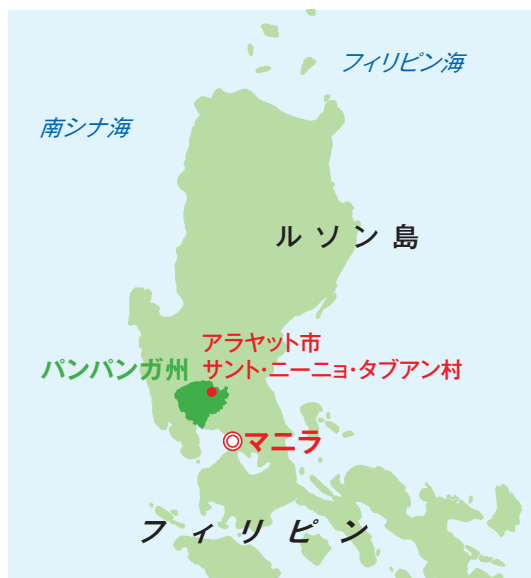 フィリピン海
南シナ海
ルソン島
アラヤット市
パンパンガ州
サント・ニーニョ・タブアン村
マニラ
フィリピン